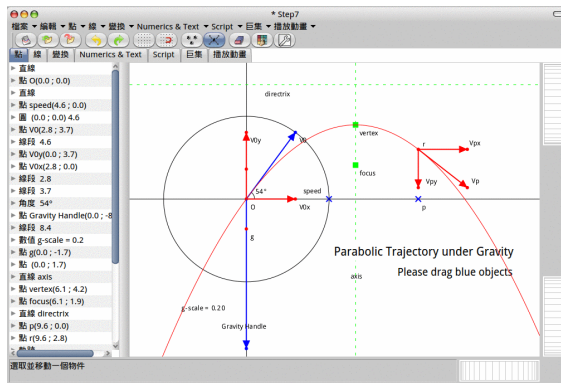 * Step7
檔案 編輯 點 線 變換 Numerics & Text Script 巨集 播放動畫
點 線 變換 Numerics & Text Script 巨集 播放動畫
直線
點 O(0.0 ; 0.0)
直線
點 speed(4.6 ; 0.0)
圓 (0.0 ; 0.0) 4.6
點 V0(2.8 ; 3.7)
線段 4.6
點 V0y(0.0 ; 3.7)
點 V0x(2.8 ; 0.0)
線段 2.8
線段 3.7
角度 54°
點 Gravity Handle(0.0 ; -8
線段 8.4
數值 g-scale = 0.2
點 g(0.0 ; -1.7)
點 (0.0 ; 1.7)
直線 axis
點 vertex(6.1 ; 4.2)
點 focus(6.1 ; 1.9)
直線 directrix
點 p(9.6 ; 0.0)
點 r(9.6 ; 2.8)
directrix
vertex
V0y
V0
r
Vpx
focus
54°
speed
Vpy
Vp
O
V0x
p
g
Parabolic Trajectory under Gravity
Please drag blue objects
axis
g-scale = 0.20
Gravity Handle
選取並移動一個物件